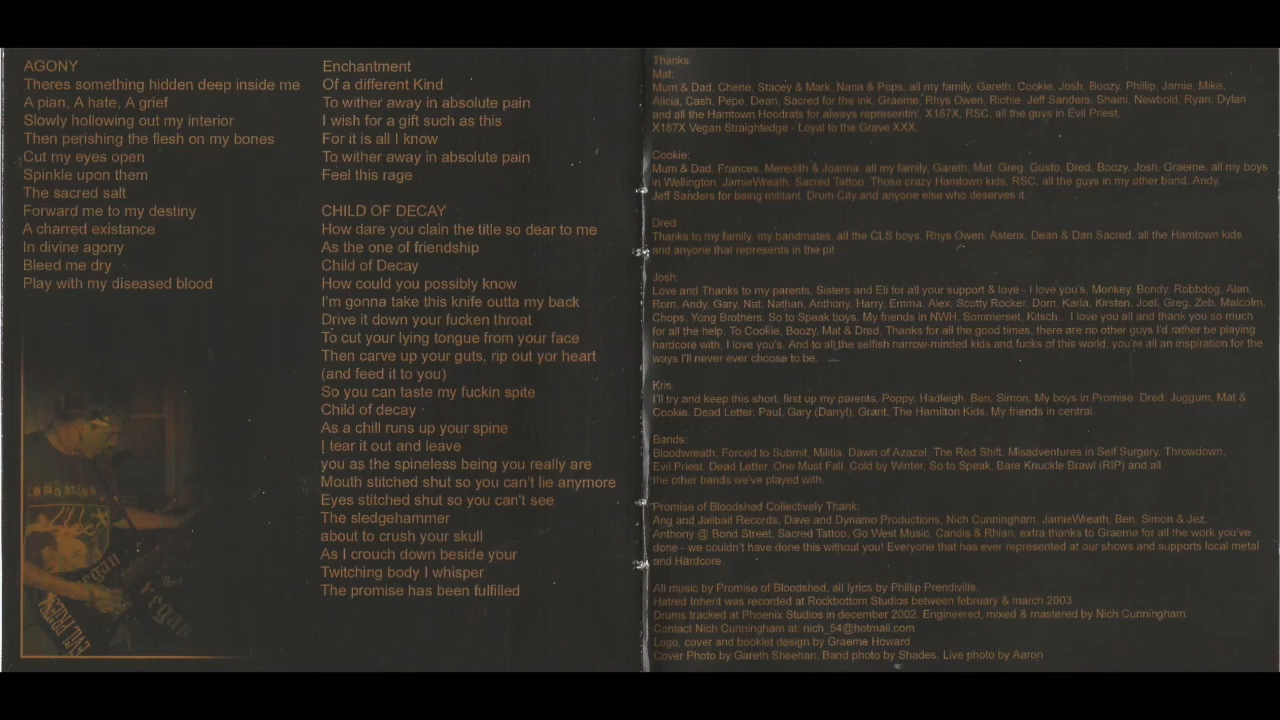 AGONY
Theres something hidden deep inside me
A pian, A hate, A grief
Slowly hollowing out my interior
Then perishing the flesh on my bones
Cut my eyes open
Spinkle upon them
The sacred salt
Forward me to my destiny
A charred existance
In divine agony
Bleed me dry
Play with my diseased blood
Enchantment
Of a different Kind
To wither away in absolute pain
I wish for a gift such as this
For it is all I know
To wither away in absolute pain
Feel this rage
CHILD OF DECAY
How dare you clain the title so dear to me
As the one of friendship
Child of Decay
How could you possibly know
I'm gonna take this knife outta my back
Drive it down your fucken throat
To cut your lying tongue from your face
Then carve up your guts, rip out yor heart
(and feed it to you)
So you can taste my fuckin spite
Child of decay
As a chill runs up your spine
I tear it out and leave
you as the spineless being you really are
Mouth stitched shut so you can't lie anymore
Eyes stitched shut so you can't see
The sledgehammer
about to crush your skull
As I crouch down beside your
Twitching body I whisper
The promise has been fulfilled
Thanks:
Mat:
Mum & Dad, Cherie, Stacey & Mark, Nana & Pops, all my family, Gareth, Cookie, Josh, Boozy, Phillip, Jamie, Mike,
Alicia, Cash, Pepe, Dean, Sacred for the ink, Graeme, Rhys Owen, Richie, Jeff Sanders, Shaini, Newbold, Ryan, Dylan
and all the Hamtown Hoodrats for always representin'. X187X, RSC, all the guys in Evil Priest.
X187X Vegan Straightedge - Loyal to the Grave XXX
Cookie:
Mum & Dad, Frances, Meredith & Joanna, all my family, Gareth, Mat, Greg, Gusto, Dred, Boozy, Josh, Graeme, all my boys
in Wellington, JamieWreath, Sacred Tattoo. Those crazy Hamtown kids, RSC, all the guys in my other band, Andy,
Jeff Sanders for being militant. Drum City and anyone else who deserves it.
Dred:
Thanks to my family, my bandmates, all the CLS boys, Rhys Owen, Asterix, Dean & Dan Sacred, all the Hamtown kids
and anyone that represents in the pit
Josh:
Love and Thanks to my parents, Sisters and Eli for all your support & love - I love you's, Monkey, Bondy, Robbdog, Alan,
Rom, Andy, Gary, Nat, Nathan, Anthony, Harry, Emma, Alex, Scotty Rocker, Dom, Karla, Kirsten, Joel, Greg, Zeb, Malcolm,
Chops, Yong Brothers, So to Speak boys, My friends in NWH, Sommerset, Kitsch... I love you all and thank you so much
for all the help. To Cookie, Boozy, Mat & Dred, Thanks for all the good times, there are no other guys I'd rather be playing
hardcore with, I love you's. And to all the selfish narrow-minded kids and fucks of this world, you're all an inspiration for the
ways I'll never ever choose to be.
Kris:
I'll try and keep this short, first up my parents, Poppy, Hadleigh, Ben, Simon, My boys in Promise. Dred, Juggum, Mat &
Cookie, Dead Letter, Paul, Gary (Darryl), Grant, The Hamilton Kids, My friends in central.
Bands:
Bloodwreath, Forced to Submit, Militia, Dawn of Azazel, The Red Shift, Misadventures in Self Surgery, Throwdown,
Evil Priest, Dead Letter, One Must Fall, Cold by Winter, So to Speak, Bare Knuckle Brawl (RIP) and all
the other bands we've played with.
Promise of Bloodshed Collectively Thank:
Ang and Jailbait Records, Dave and Dynamo Productions, Nich Cunningham, JamieWreath, Ben, Simon & Jez,
Anthony @ Bond Street, Sacred Tattoo, Go West Music, Candis & Rhian, extra thanks to Graeme for all the work you've
done - we couldn't have done this without you! Everyone that has ever represented at our shows and supports local metal
and Hardcore.
All music by Promise of Bloodshed, all lyrics by Phillip Prendiville.
Hatred Inherit was recorded at Rockbottom Studios between february & march 2003.
Drums tracked at Phoenix Studios in december 2002. Engineered, mixed & mastered by Nich Cunningham.
Contact Nich Cunningham at: nich_54@hotmail.com
Logo, cover and booklet design by Graeme Howard
Cover Photo by Gareth Sheehan, Band photo by Shades, Live photo by Aaron